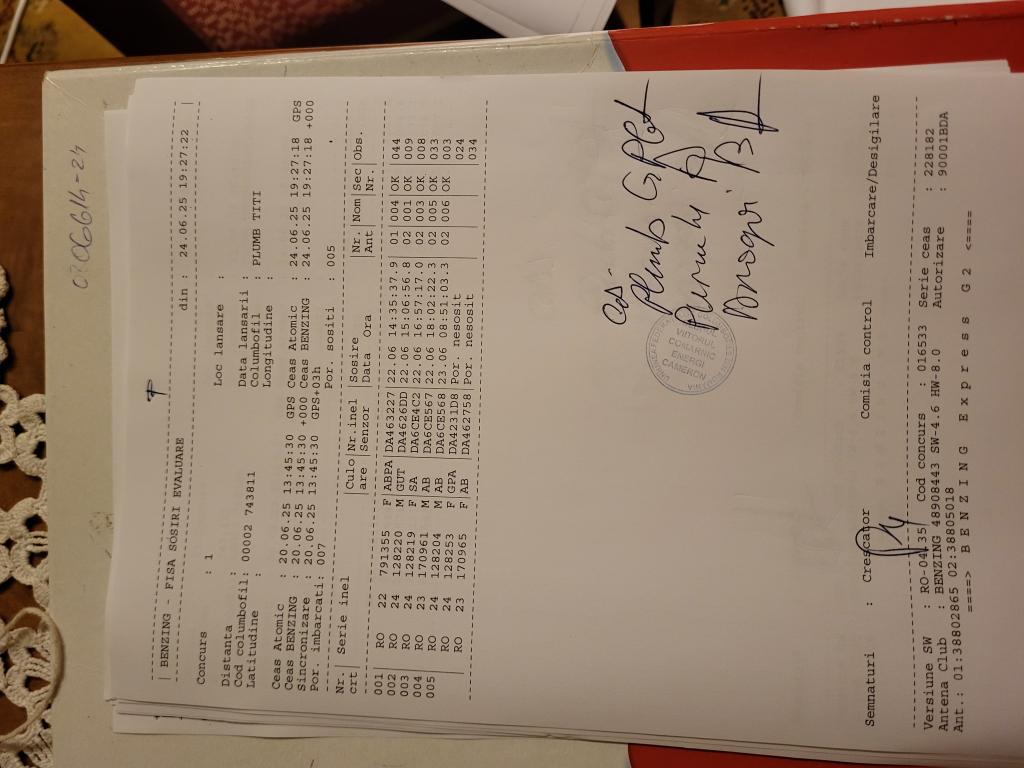 070664-24
| BENZING - FISA SOSIRI EVALUARE din : 24.06.25 19:27:22 |
Concurs : 1
Loc lansare :
Distanta :
Data lansarii :
Cod columbofil: 00002 743811 Columbofil : PLUMB TITI
Latitudine : Longitudine :
Ceas Atomic : 20.06.25 13:45:30 GPS Ceas Atomic : 24.06.25 19:27:18 GPS
Ceas BENZING : 20.06.25 13:45:30 +000 Ceas BENZING : 24.06.25 19:27:18 +000
Sincronizare : 20.06.25 13:45:30 GPS+03h
Por. imbarcati: 007 Por. sositi : 005
Nr.| Serie inel |Culo|Nr.inel |Sosire |Nr. |Nom |Sec|Obs.
crt| |are |Senzor |Data Ora |Ant | |Nr.|
001 | RO 22 791355 F|ABPA|DA463227|22.06 14:35:37.9 | 01 |004 |OK |044
002 | RO 24 128220 M|GUT |DA4626DD|22.06 15:06:56.8 | 02 |001 |OK |009
003 | RO 24 128219 F|SA |DA6CE4C2|22.06 16:57:17.0 | 02 |003 |OK |008
004 | RO 23 170961 M|AB |DA6CE567|22.06 18:02:22.3 | 02 |005 |OK |033
005 | RO 24 128204 M|AB |DA6CE568|23.06 08:51:03.3 | 02 |006 |OK |003
| RO 24 128253 F|GPA |DA4231D8|Por. nesosit | | | |024
| RO 23 170965 F|AB |DA462758|Por. nesosit | | | |034
Plumb
VIITORUL
COMARNIC
CAMERON
Semnaturi : Crescator Comisia control Imbarcare/Desigilare
Versiune SW : RO-04.35 Cod concurs : 016533 Serie ceas : 228182
Antena Club : BENZING 48908443 SW-4.6 HW-8.0 Autorizare : 90001BDA
Ant.: 01:38802865 02:38805018
====> B E N Z I N G E x p r e s s G 2 <====